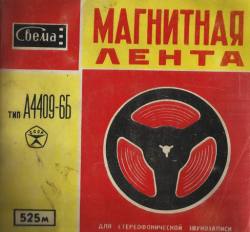 Свема
МАГНИТНАЯ
ЛЕНТА
ТИП А4409-6Б
525м
ДЛЯ СТЕРЕОФОНИЧЕСКОЙ ЗВУКОЗАПИСИ